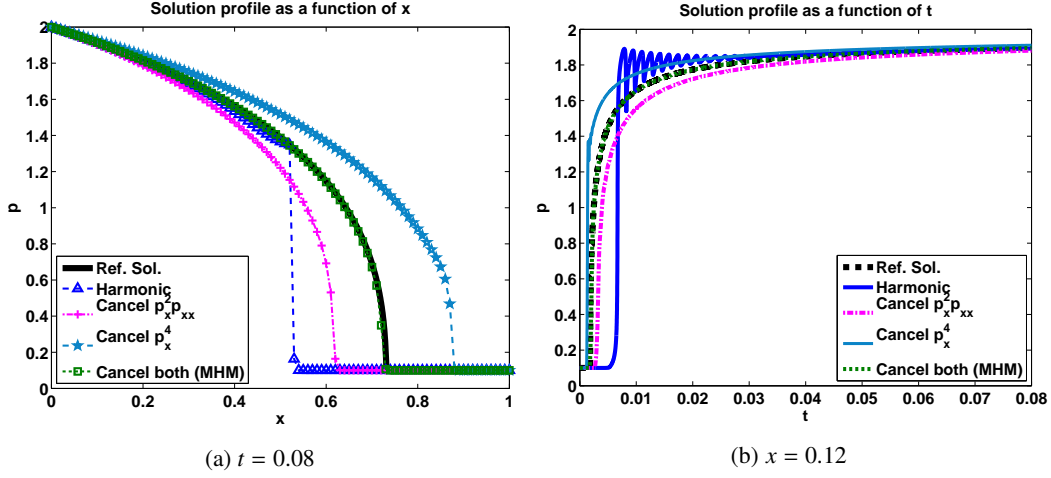 Solution profile as a function of x
2
1.8
1.6
1.4
1.2
1
0.8
0.6
0.4
0.2
0
p
Ref. Sol.
Harmonic
Cancel p_x^2 p_xx
Cancel p_x^4
Cancel both (MHM)
0 0.2 0.4 0.6 0.8 1
x
(a) t = 0.08
Solution profile as a function of t
2
1.8
1.6
1.4
1.2
1
0.8
0.6
0.4
0.2
0
p
Ref. Sol.
Harmonic
Cancel p_x^2 p_xx
Cancel p_x^4
Cancel both (MHM)
0 0.01 0.02 0.03 0.04 0.05 0.06 0.07 0.08
t
(b) x = 0.12